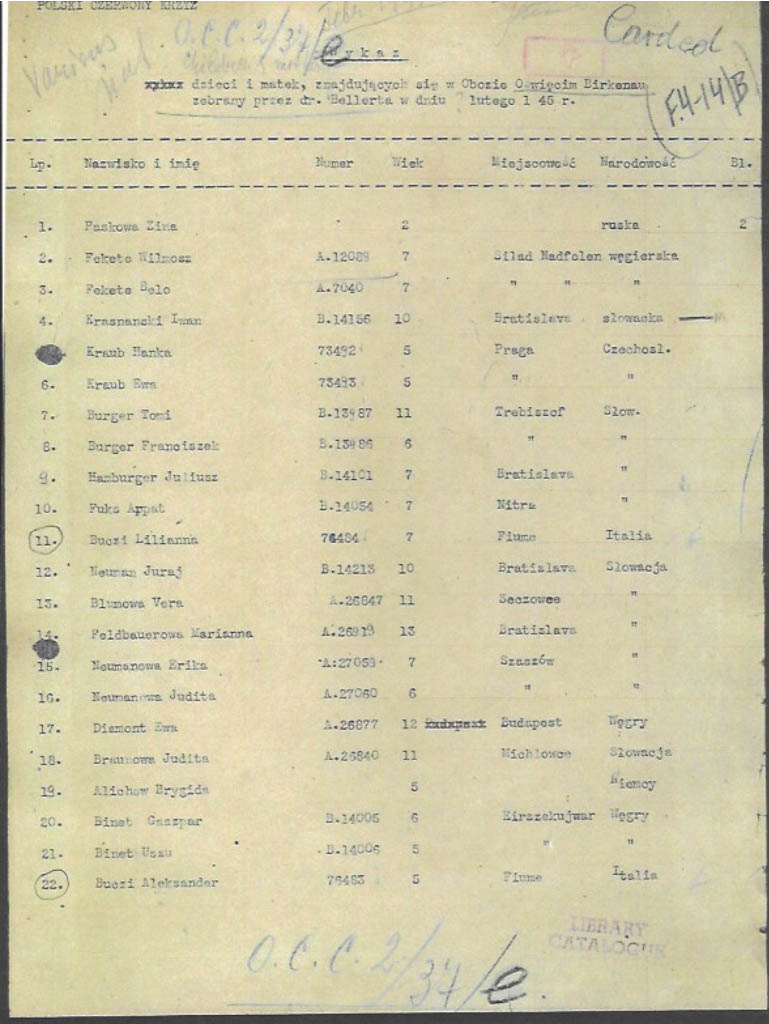 POLSKI CZERWONY KRZYŻ
Various nat.
O.C.C. 2/37/e
Carded
Wykaz
F.4-14/B
xxxxx dzieci i matek, znajdujących się w Obozie Oświęcim Birkenau
zebrany przez dr. Bellerta w dniu lutego 1 45 r.
Lp. Nazwisko i imię Numer Wiek Miejscowość Narodowość Bl.
1. Paskowa Zina 2 ruska 2
2. Fekete Wilmosz A.12089 7 Silad Nadfolen węgierska
3. Fekete Belo A.7040 7 " " "
4. Krasnanski Iwan B.14156 10 Bratislava słowacka
Kraub Hanka 73492 5 Praga Czechosł.
6. Kraub Ewa 73493 5 " "
7. Burger Tomi B.13987 11 Trebiszof Słow.
8. Burger Franciszek B.13986 6 " "
9. Hamburger Juliusz B.14101 7 Bratislava "
10. Fuks Appat B.14054 7 Nitra "
11. Buczi Lilianna 76484 7 Fiume Italia
12. Neuman Juraj B.14213 10 Bratislava Słowacja
13. Blumowa Vera A.26847 11 Seczowce "
14. Feldbauerowa Marianna A.26919 13 Bratislava "
15. Neumanowa Erika A.27059 7 Szaszów "
16. Neumanowa Judita A.27060 6 " "
17. Diamont Ewa A.26877 12 Budapest Węgry
18. Braunowa Judita A.26840 11 Michlowce Słowacja
19. Alichow Brygida 5 Niemcy
20. Binet Gaszpar B.14005 6 Eirszekujwar Węgry
21. Binet Uszu B.14006 5 " "
22. Buczi Aleksander 76483 5 Fiume Italia
LIBRARY
CATALOGUE
O.C.C. 2/37/e.